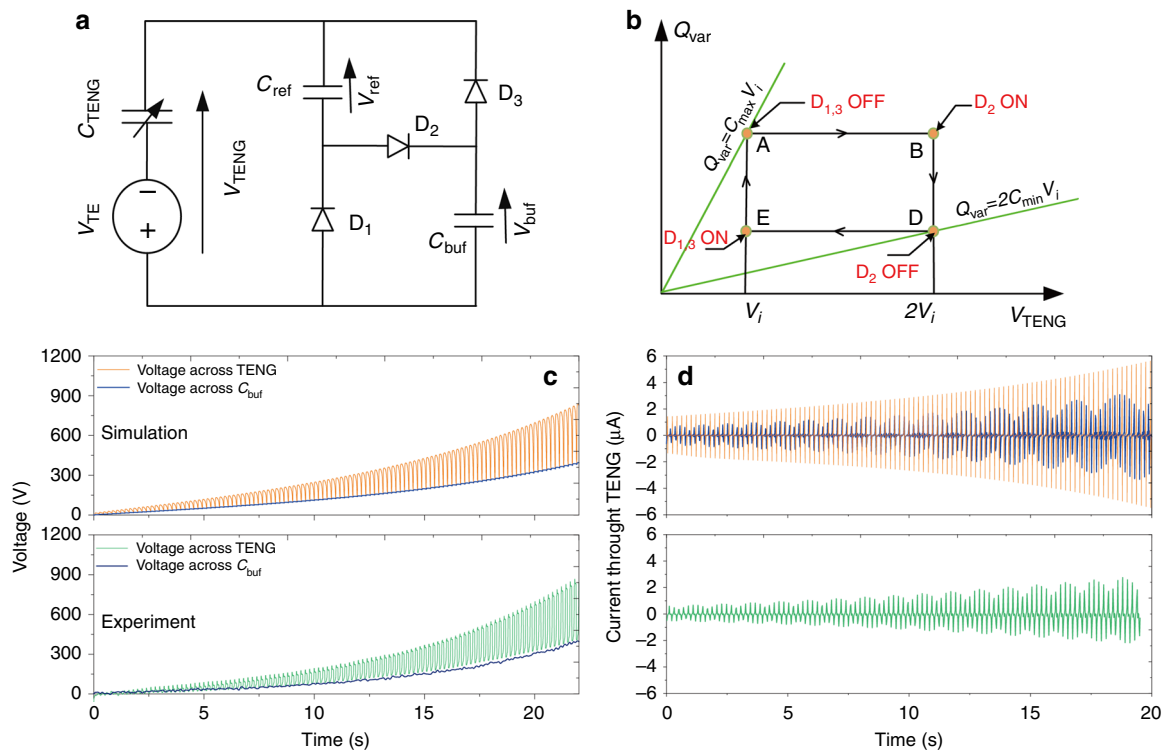 a
C_TENG
V_TE
−
+
V_TENG
C_ref
V_ref
D_1
D_2
D_3
C_buf
V_buf
b
Q_var
Q_var=C_max V_i
D_1,3 OFF
D_2 ON
A
B
Q_var=2C_min V_i
E
D
D_1,3 ON
D_2 OFF
V_i
2V_i
V_TENG
c
Voltage (V)
1200
900
600
300
0
Voltage across TENG
Voltage across C_buf
Simulation
1200
900
600
300
0
Voltage across TENG
Voltage across C_buf
Experiment
0 5 10 15 20
Time (s)
d
Current throught TENG (μA)
6
4
2
0
−2
−4
−6
6
4
2
0
−2
−4
−6
0 5 10 15 20
Time (s)